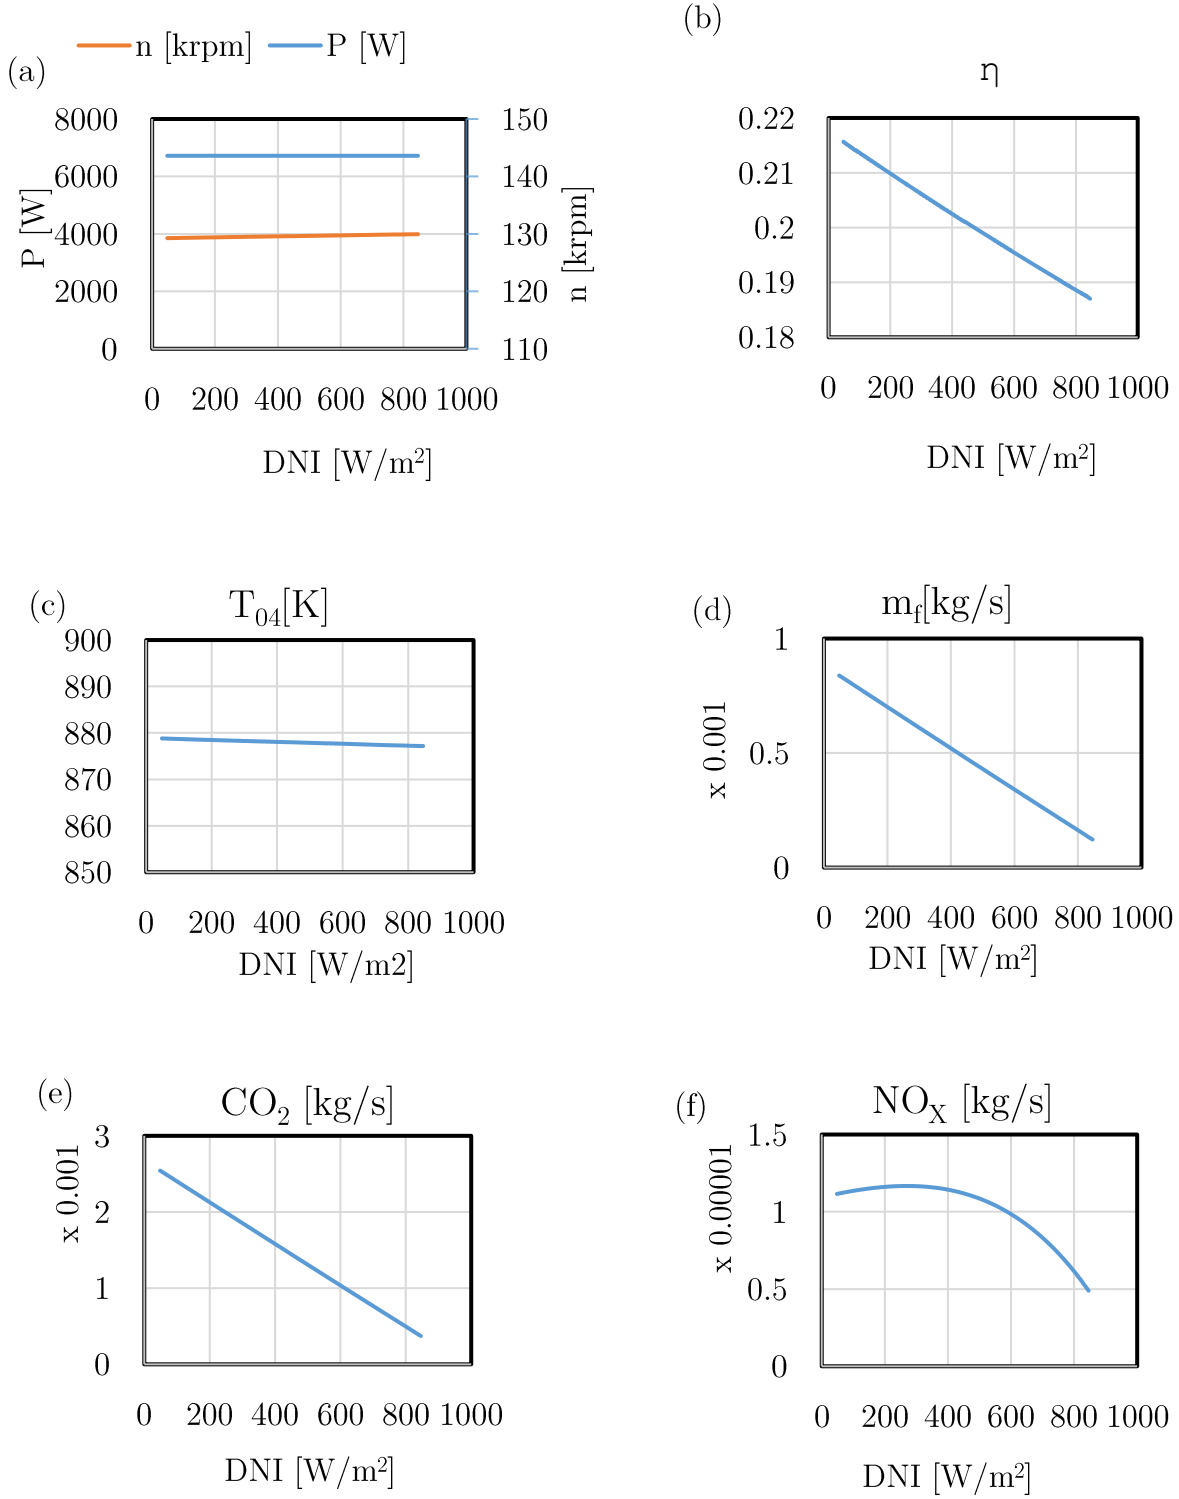 (a)
n [krpm] P [W]
8000
6000
4000
2000
0
P [W]
150
140
130
120
110
n [krpm]
0 200 400 600 800 1000
DNI [W/m²]
(b)
η
0.22
0.21
0.2
0.19
0.18
0 200 400 600 800 1000
DNI [W/m²]
(c)
T₀₄[K]
900
890
880
870
860
850
0 200 400 600 800 1000
DNI [W/m2]
(d)
m_f[kg/s]
x 0.001
1
0.5
0
0 200 400 600 800 1000
DNI [W/m²]
(e)
CO₂ [kg/s]
x 0.001
3
2
1
0
0 200 400 600 800 1000
DNI [W/m²]
(f)
NO_X [kg/s]
x 0.00001
1.5
1
0.5
0
0 200 400 600 800 1000
DNI [W/m²]